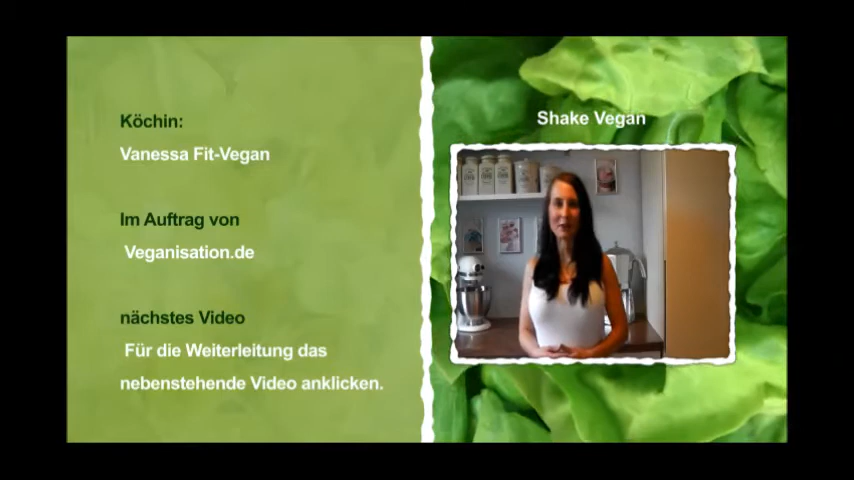 Köchin:
Vanessa Fit-Vegan
Im Auftrag von
Veganisation.de
nächstes Video
Für die Weiterleitung das
nebenstehende Video anklicken.
Shake Vegan